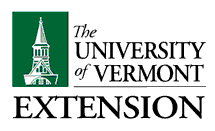 The
UNIVERSITY
of VERMONT
EXTENSION